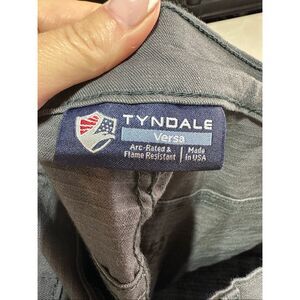 TYNDALE
Versa
Arc-Rated & Flame Resistant
Made in USA